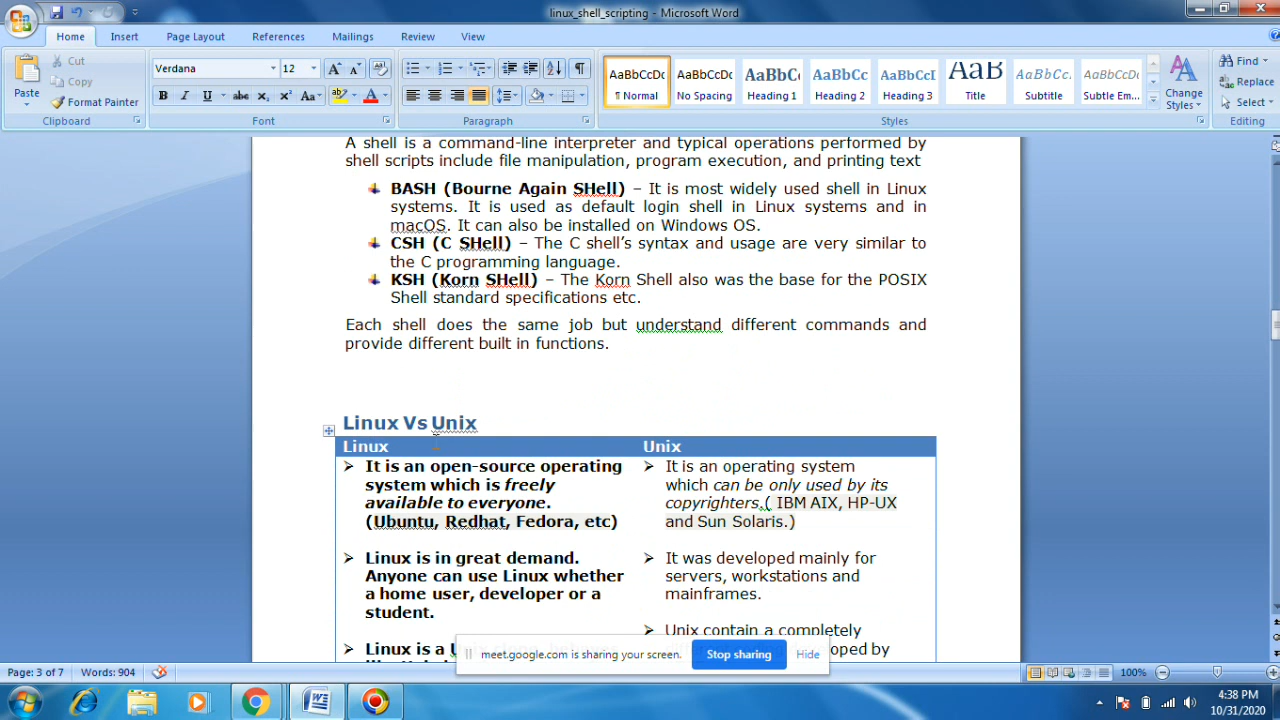 linux_shell_scripting - Microsoft Word
Home Insert Page Layout References Mailings Review View
Paste
Cut
Copy
Format Painter
Clipboard
Verdana 12
Font
Paragraph
AaBbCcDc AaBbCcDc AaBbC AaBbCc AaBbCcI AaB AaBbCc. AaBbCcDc
¶ Normal No Spacing Heading 1 Heading 2 Heading 3 Title Subtitle Subtle Em...
Change
Styles
Styles
Find
Replace
Select
Editing
A shell is a command-line interpreter and typical operations performed by
shell scripts include file manipulation, program execution, and printing text
BASH (Bourne Again SHell) – It is most widely used shell in Linux
systems. It is used as default login shell in Linux systems and in
macOS. It can also be installed on Windows OS.
CSH (C SHell) – The C shell’s syntax and usage are very similar to
the C programming language.
KSH (Korn SHell) – The Korn Shell also was the base for the POSIX
Shell standard specifications etc.
Each shell does the same job but understand different commands and
provide different built in functions.
Linux Vs Unix
Linux Unix
It is an open-source operating
system which is freely
available to everyone.
(Ubuntu, Redhat, Fedora, etc)
Linux is in great demand.
Anyone can use Linux whether
a home user, developer or a
student.
Linux is a U
It is an operating system
which can be only used by its
copyrighters.( IBM AIX, HP-UX
and Sun Solaris.)
It was developed mainly for
servers, workstations and
mainframes.
Unix contain a completely
loped by
meet.google.com is sharing your screen. Stop sharing Hide
Page: 3 of 7 Words: 904 100%
4:38 PM
10/31/2020